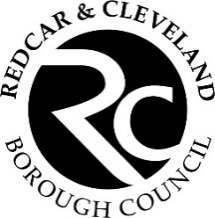 REDCAR & CLEVELAND
RC
BOROUGH COUNCIL